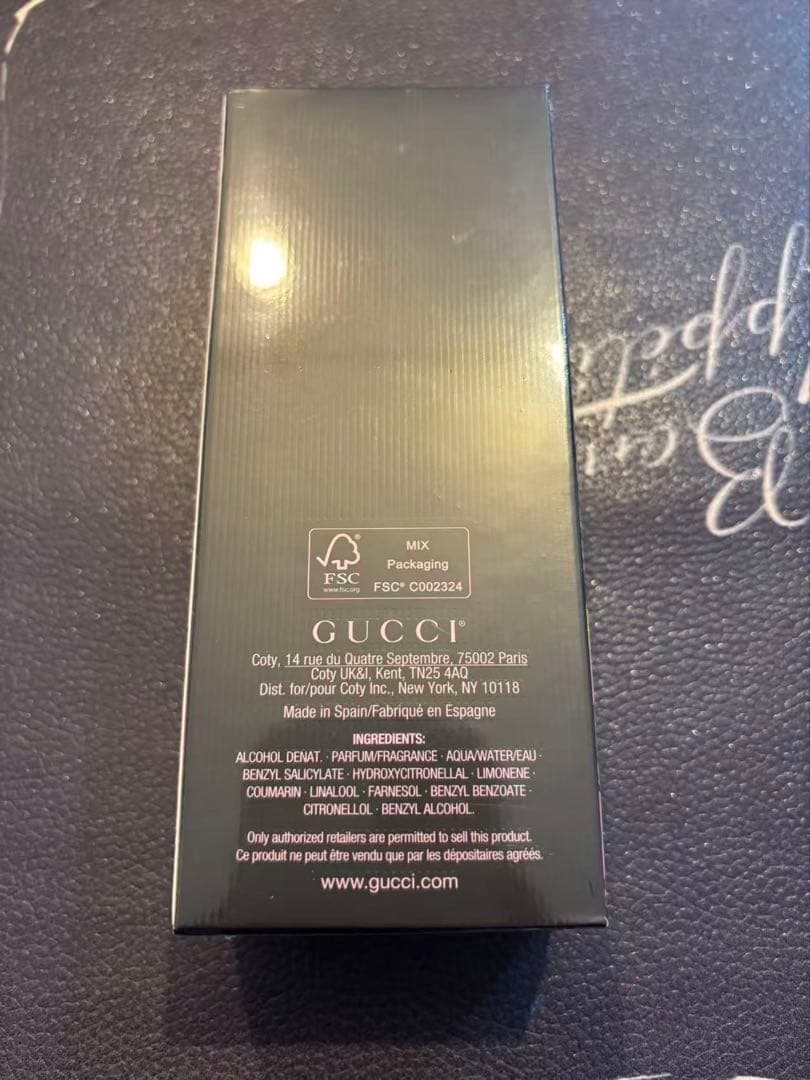 MIX
Packaging
FSC
www.fsc.org
FSC® C002324
GUCCI®
Coty, 14 rue du Quatre Septembre, 75002 Paris
Coty UK&I, Kent, TN25 4AQ
Dist. for/pour Coty Inc., New York, NY 10118
Made in Spain/Fabriqué en Espagne
INGREDIENTS:
ALCOHOL DENAT. · PARFUM/FRAGRANCE · AQUA/WATER/EAU ·
BENZYL SALICYLATE · HYDROXYCITRONELLAL · LIMONENE ·
COUMARIN · LINALOOL · FARNESOL · BENZYL BENZOATE ·
CITRONELLOL · BENZYL ALCOHOL.
Only authorized retailers are permitted to sell this product.
Ce produit ne peut être vendu que par les dépositaires agréés.
www.gucci.com